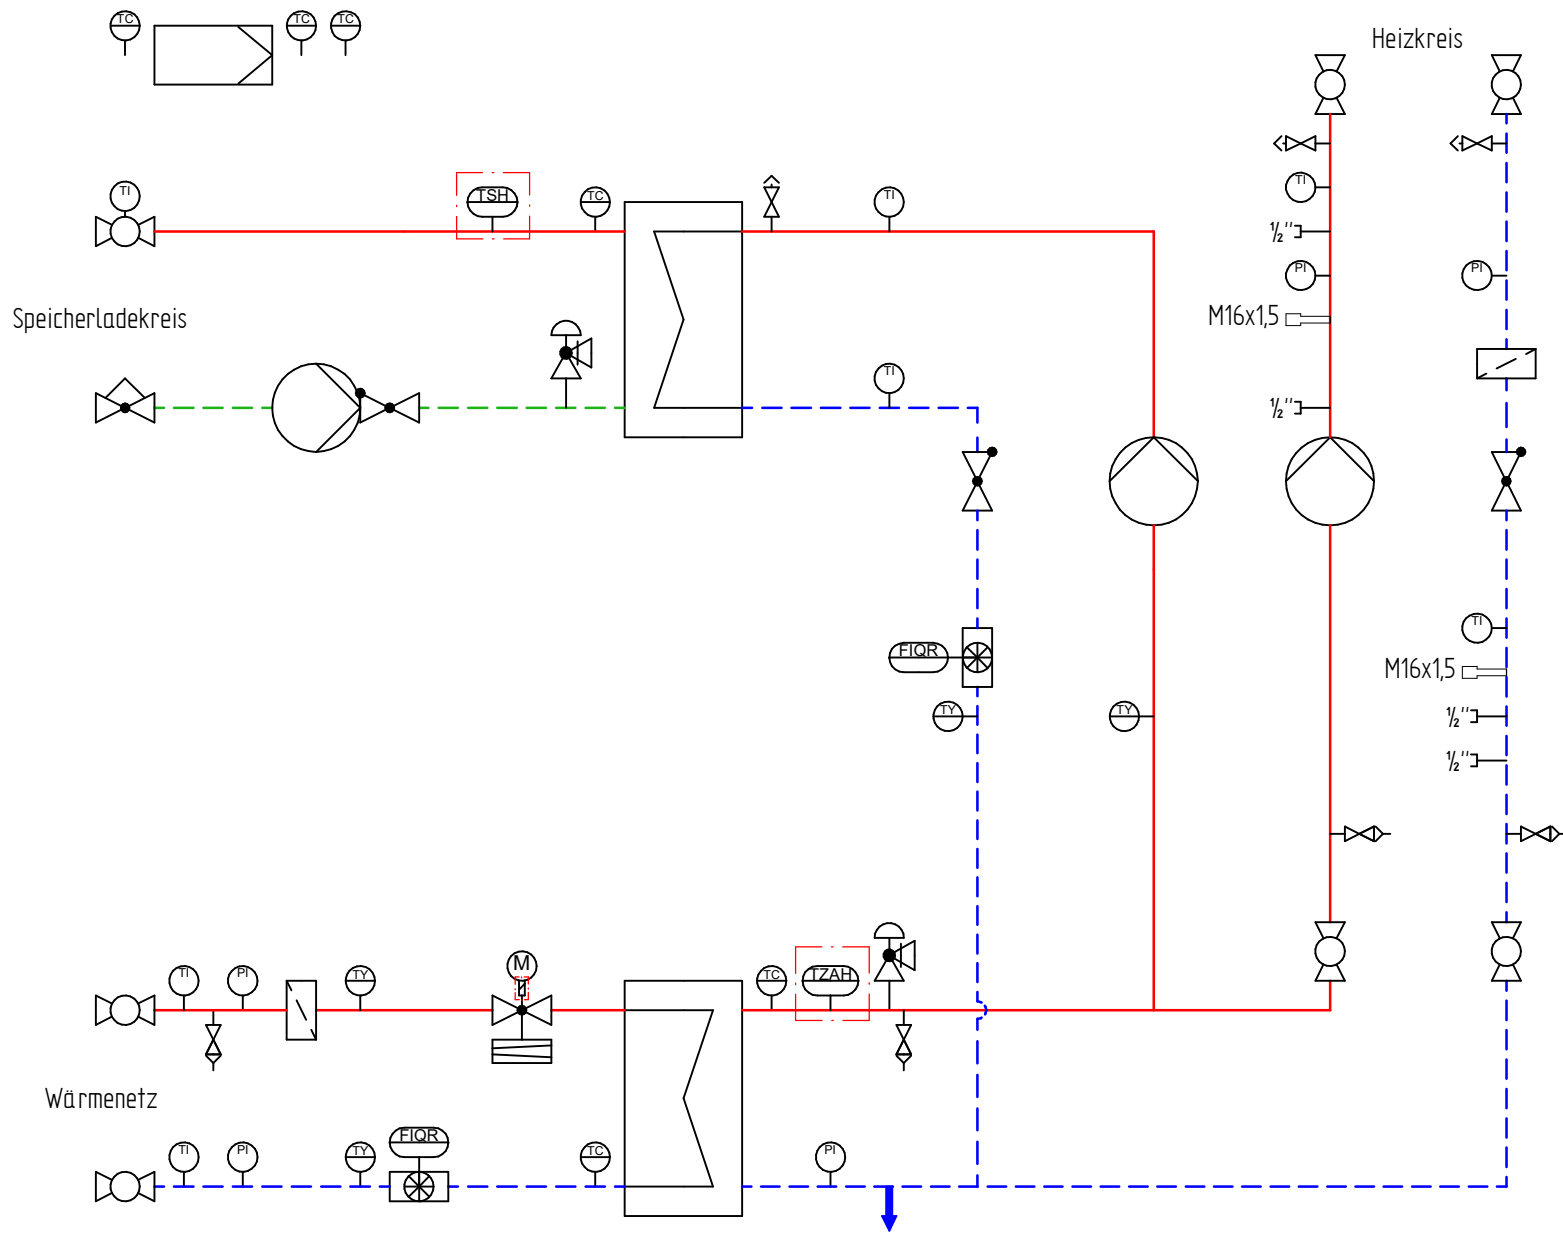 TC
TC
TC
Heizkreis
TI
TSH
TC
TI
TI
½"
PI
PI
M16x1,5
Speicherladekreis
TI
½"
TI
FIQR
M16x1,5
TY
TY
½"
½"
TI
PI
TY
M
TC
TZAH
Wärmenetz
TI
PI
TY
FIQR
TC
PI